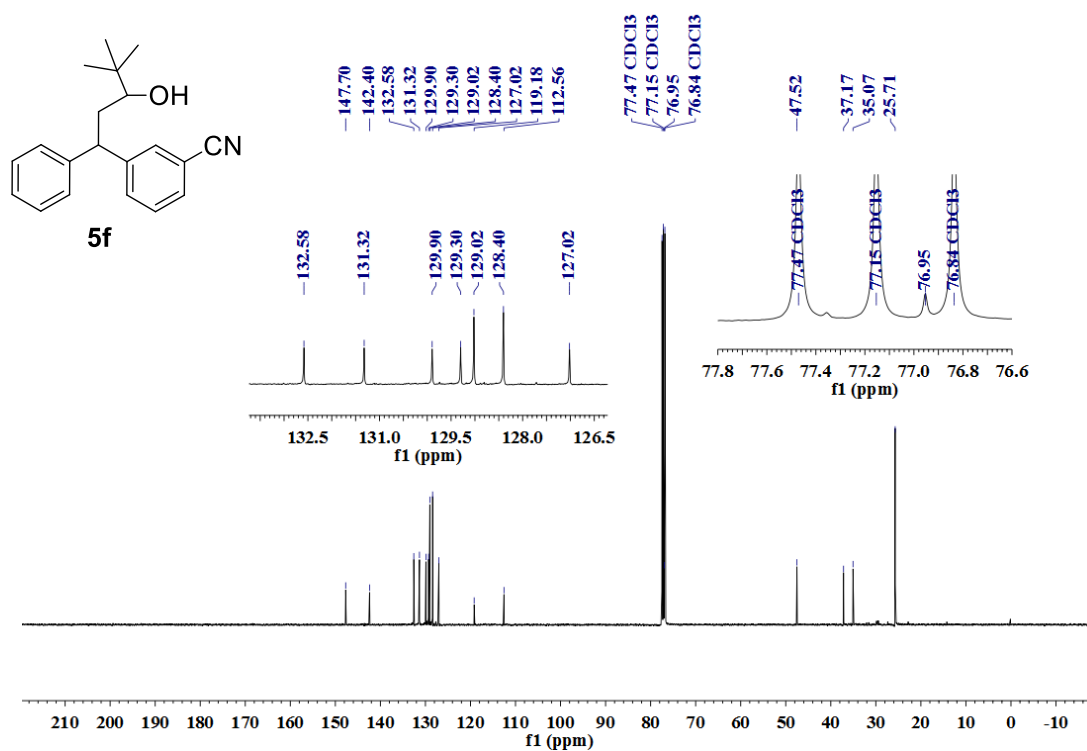 OH
CN
5f
147.70
142.40
132.58
131.32
129.90
129.30
129.02
128.40
127.02
119.18
112.56
77.47 CDCl3
77.15 CDCl3
76.95
76.84 CDCl3
47.52
37.17
35.07
25.71
132.58
131.32
129.90
129.30
129.02
128.40
127.02
132.5 131.0 129.5 128.0 126.5
f1 (ppm)
77.47 CDCl3
77.15 CDCl3
76.95
76.84 CDCl3
77.8 77.6 77.4 77.2 77.0 76.8 76.6
f1 (ppm)
210 200 190 180 170 160 150 140 130 120 110 100 90 80 70 60 50 40 30 20 10 0 -10
f1 (ppm)